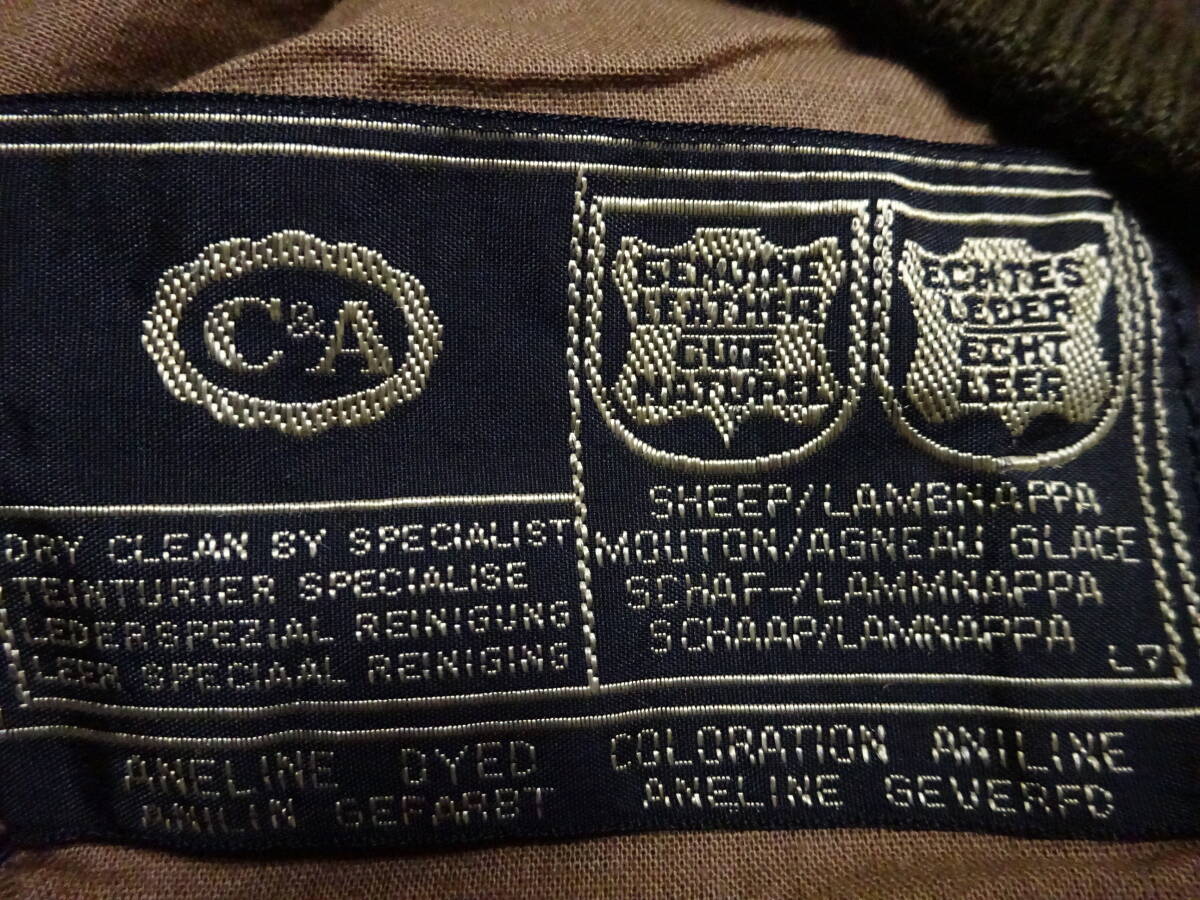 C&A
DRY CLEAN BY SPECIALIST
TEINTURIER SPECIALISE
LEDERSPEZIAL REINIGUNG
LEER SPECIAAL REINIGING
GENUINE
LEATHER
CUIR
NATUREL
ECHTES
LEDER
ECHT
LEER
SHEEP/LAMBNAPPA
MOUTON/AGNEAU GLACE
SCHAF-/LAMMNAPPA
SCHAAP/LAMNAPPA
L7
ANELINE DYED
ANILIN GEFARBT
COLORATION ANILINE
ANELINE GEVERFD